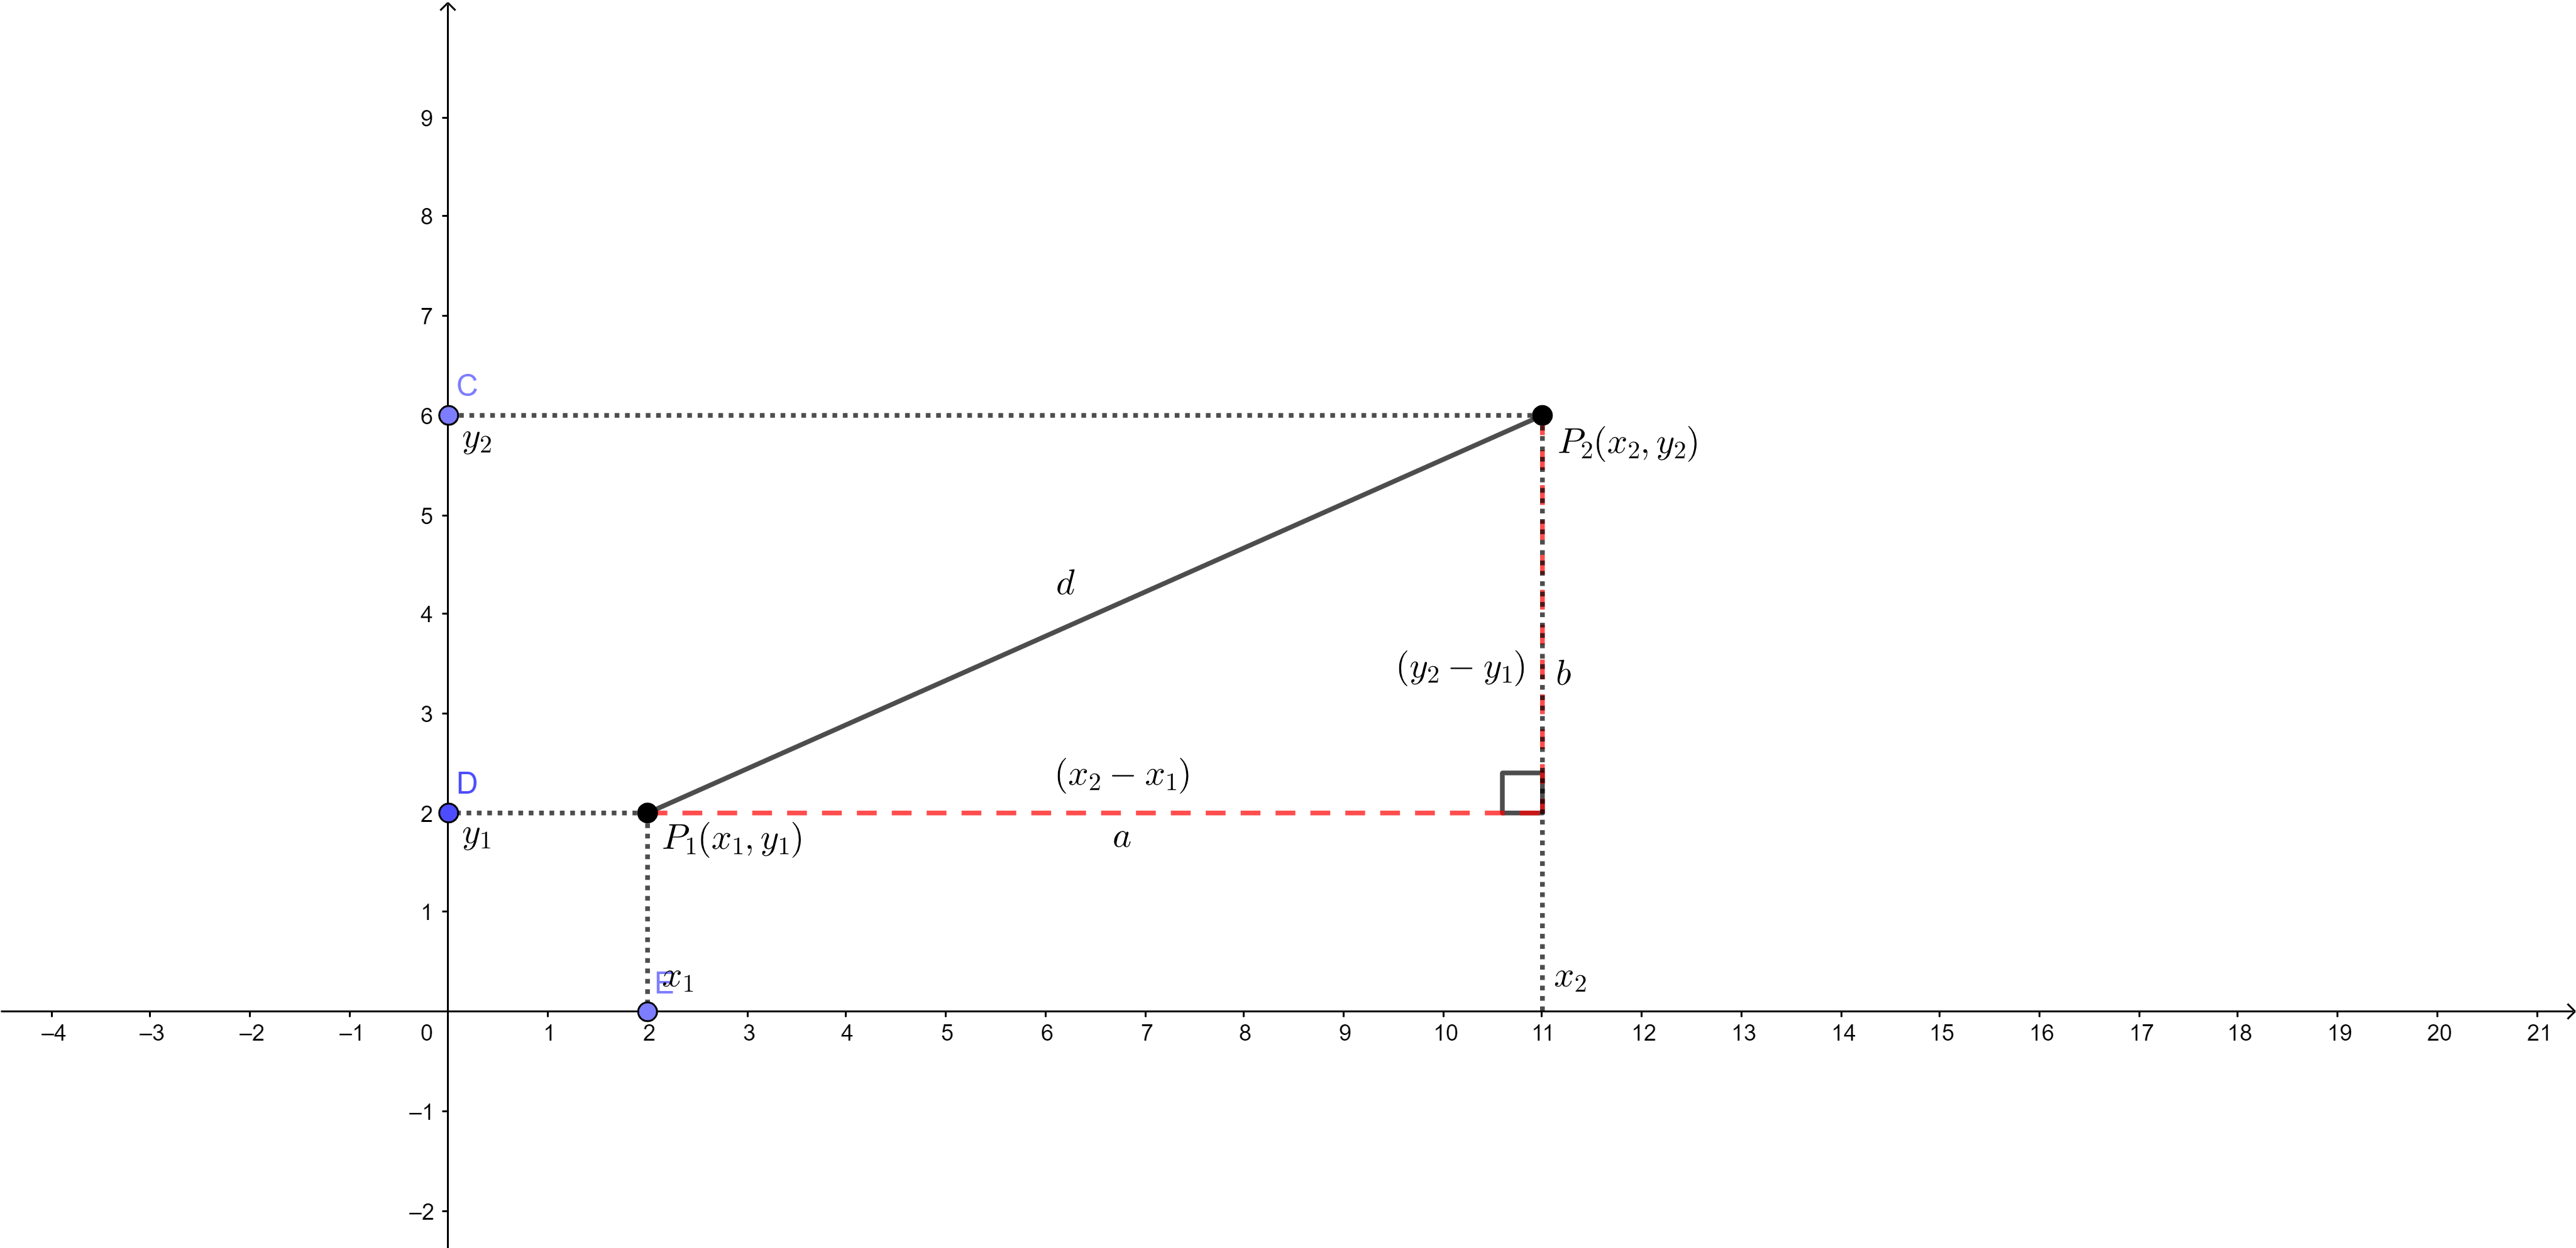 9
8
7
C
6
y₂
P₂(x₂, y₂)
5
d
4
(y₂ − y₁) b
3
D
(x₂ − x₁)
2
y₁
P₁(x₁, y₁)
a
1
E x₁
x₂
–4 –3 –2 –1 0 1 2 3 4 5 6 7 8 9 10 11 12 13 14 15 16 17 18 19 20 21
–1
–2